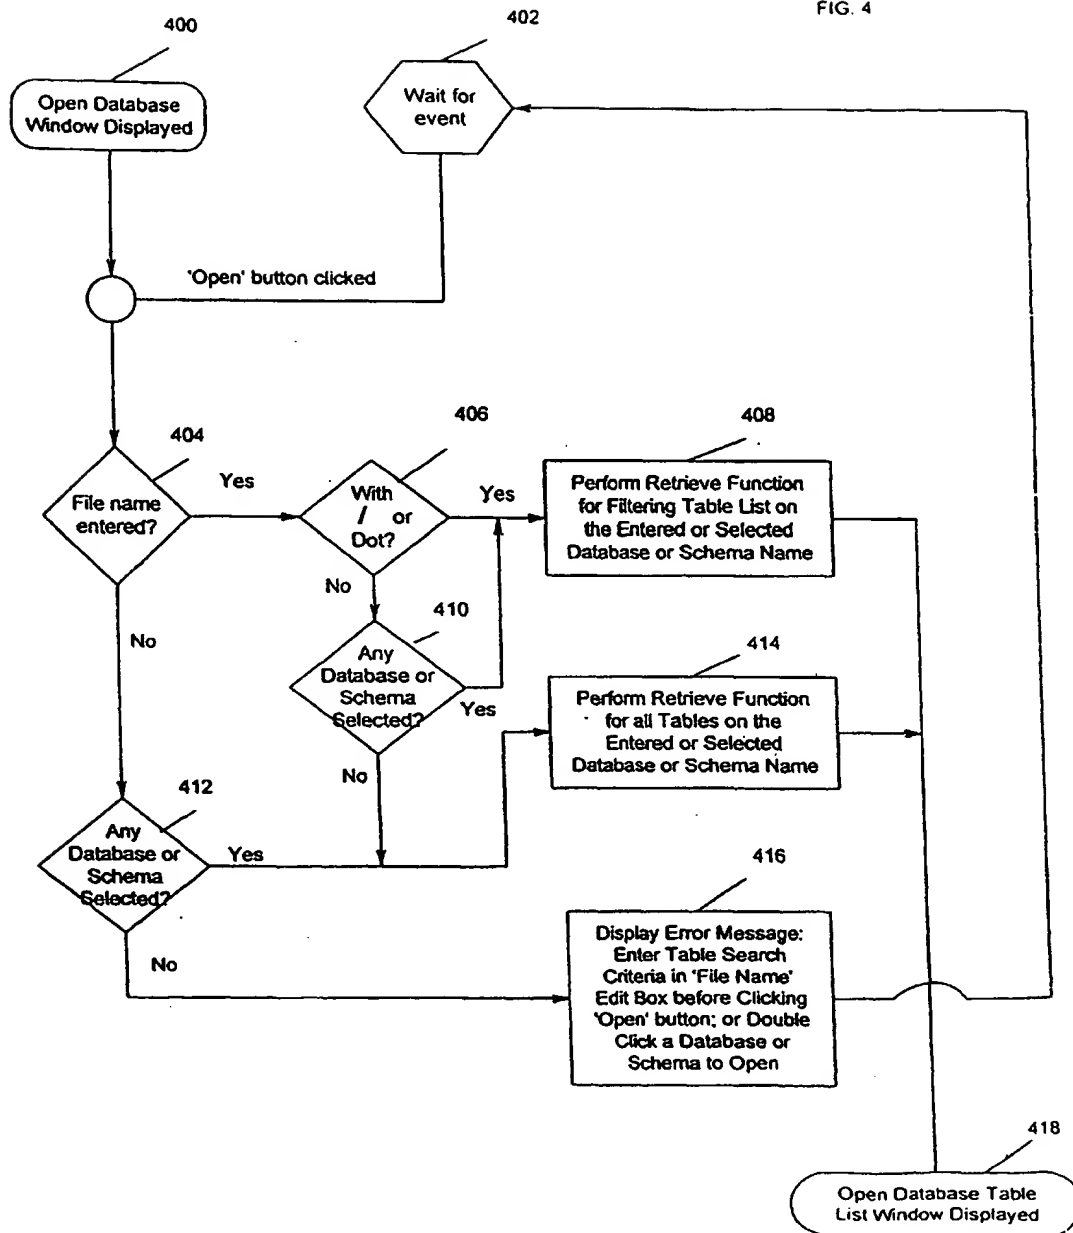 FIG. 4
400
402
Open Database
Window Displayed
Wait for
event
'Open' button clicked
404
406
408
File name
entered?
Yes
With
/ or
Dot?
Yes
Perform Retrieve Function
for Filtering Table List on
the Entered or Selected
Database or Schema Name
No
No
410
Any
Database or
Schema
Selected?
Yes
No
414
Perform Retrieve Function
for all Tables on the
Entered or Selected
Database or Schema Name
412
Any
Database or
Schema
Selected?
Yes
No
416
Display Error Message:
Enter Table Search
Criteria in 'File Name'
Edit Box before Clicking
'Open' button; or Double
Click a Database or
Schema to Open
418
Open Database Table
List Window Displayed